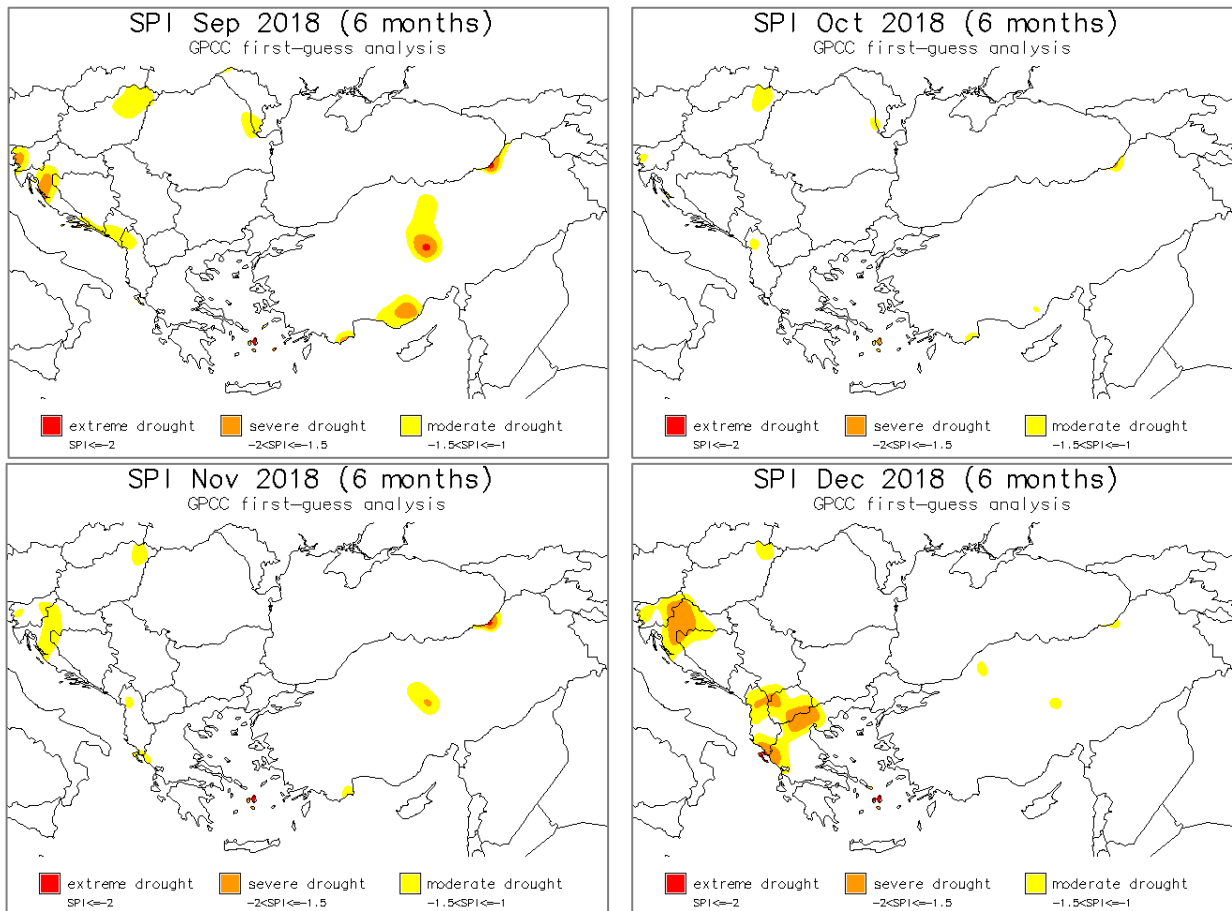 SPI Sep 2018 (6 months)
GPCC first—guess analysis
extreme drought severe drought moderate drought
SPI<=-2 -2<SPI<=-1.5 -1.5<SPI<=-1
SPI Oct 2018 (6 months)
GPCC first—guess analysis
extreme drought severe drought moderate drought
SPI<=-2 -2<SPI<=-1.5 -1.5<SPI<=-1
SPI Nov 2018 (6 months)
GPCC first—guess analysis
extreme drought severe drought moderate drought
SPI<=-2 -2<SPI<=-1.5 -1.5<SPI<=-1
SPI Dec 2018 (6 months)
GPCC first—guess analysis
extreme drought severe drought moderate drought
SPI<=-2 -2<SPI<=-1.5 -1.5<SPI<=-1